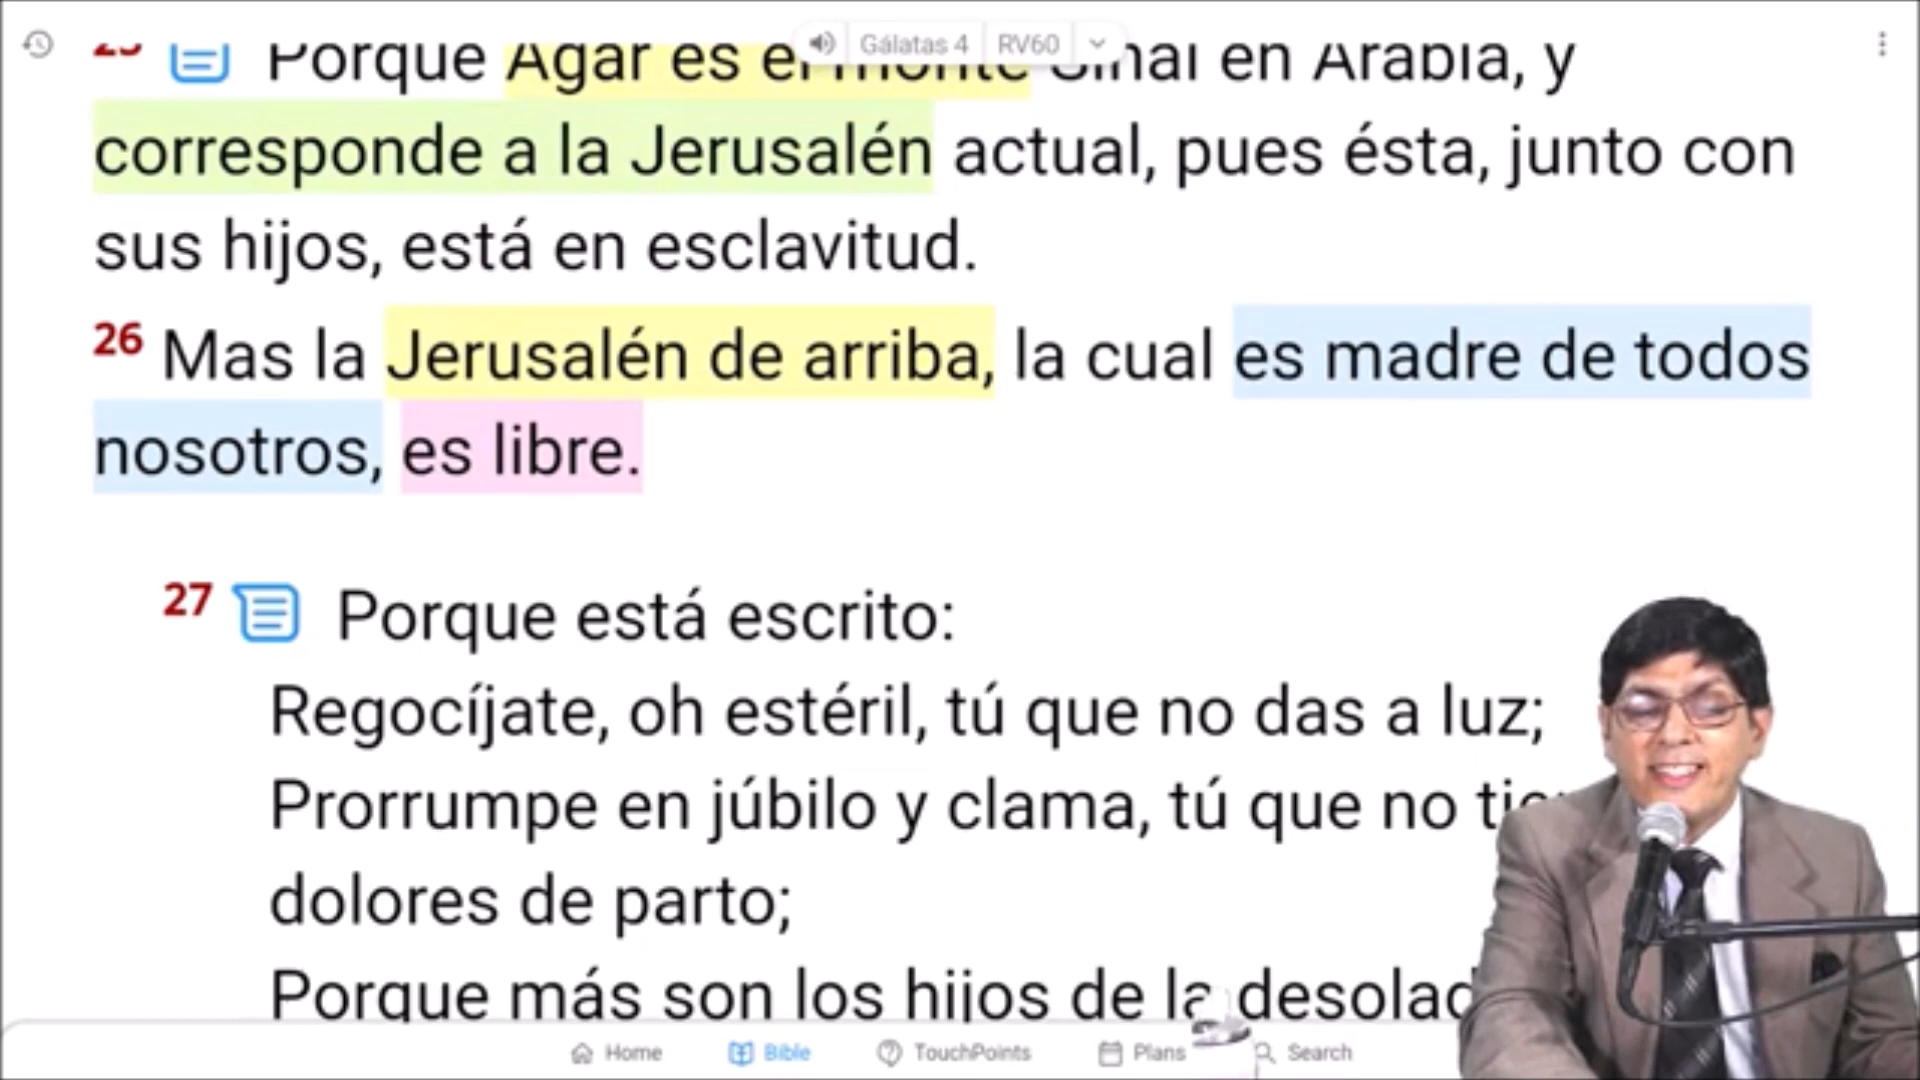 Gálatas 4 RV60
25 Porque Agar es el monte Sinaí en Arabia, y
corresponde a la Jerusalén actual, pues ésta, junto con
sus hijos, está en esclavitud.
26 Mas la Jerusalén de arriba, la cual es madre de todos
nosotros, es libre.
27 Porque está escrito:
Regocíjate, oh estéril, tú que no das a luz;
Prorrumpe en júbilo y clama, tú que no
dolores de parto;
Porque más son los hijos de la
Home Bible TouchPoints Plans Search